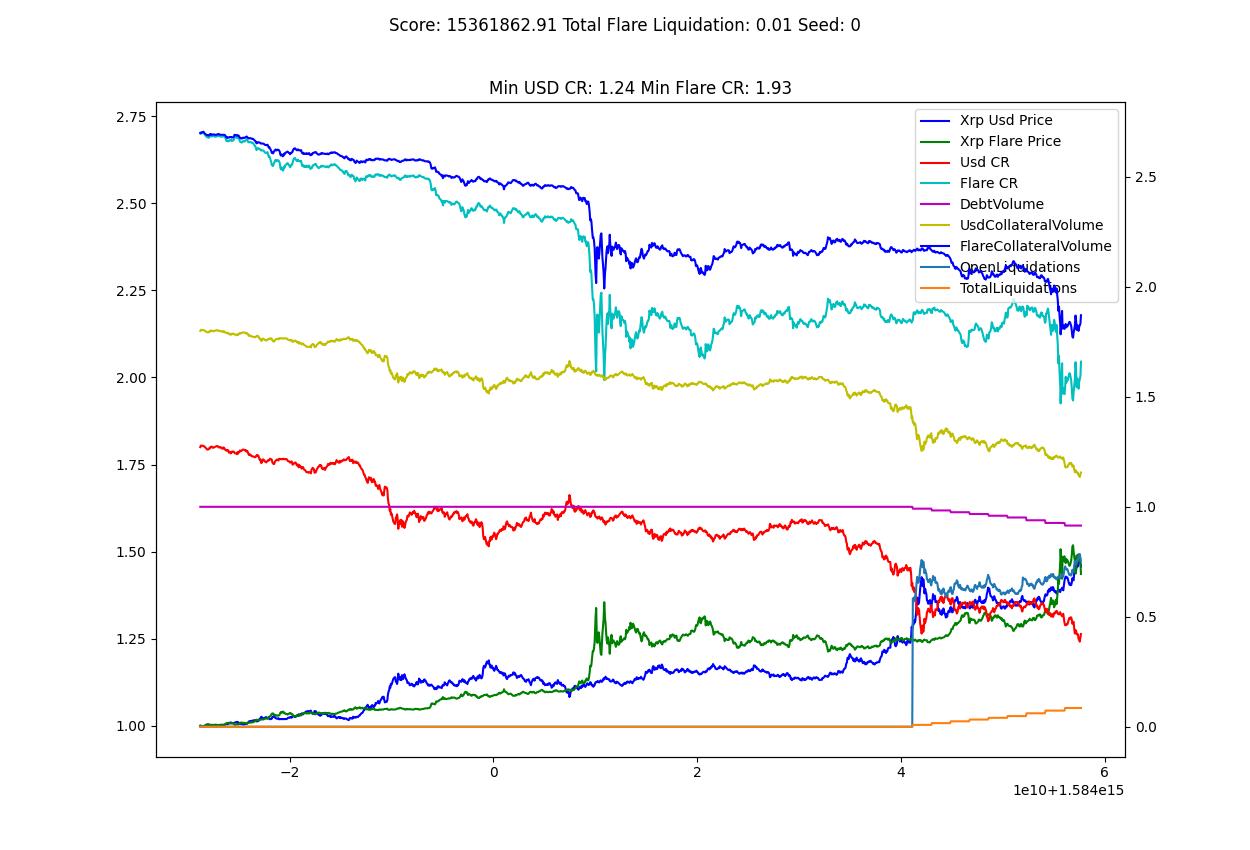 Score: 15361862.91 Total Flare Liquidation: 0.01 Seed: 0
Min USD CR: 1.24 Min Flare CR: 1.93
2.75
2.50
2.25
2.00
1.75
1.50
1.25
1.00
Xrp Usd Price
Xrp Flare Price
Usd CR
Flare CR
DebtVolume
UsdCollateralVolume
FlareCollateralVolume
OpenLiquidations
TotalLiquidations
2.5
2.0
1.5
1.0
0.5
0.0
−2
0
2
4
6
1e10+1.584e15